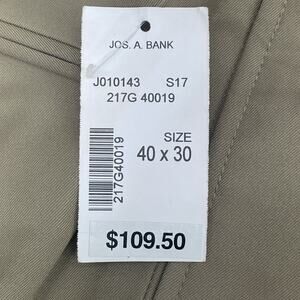 JOS. A. BANK
J010143 S17
217G 40019
SIZE
40 x 30
217G40019
$109.50